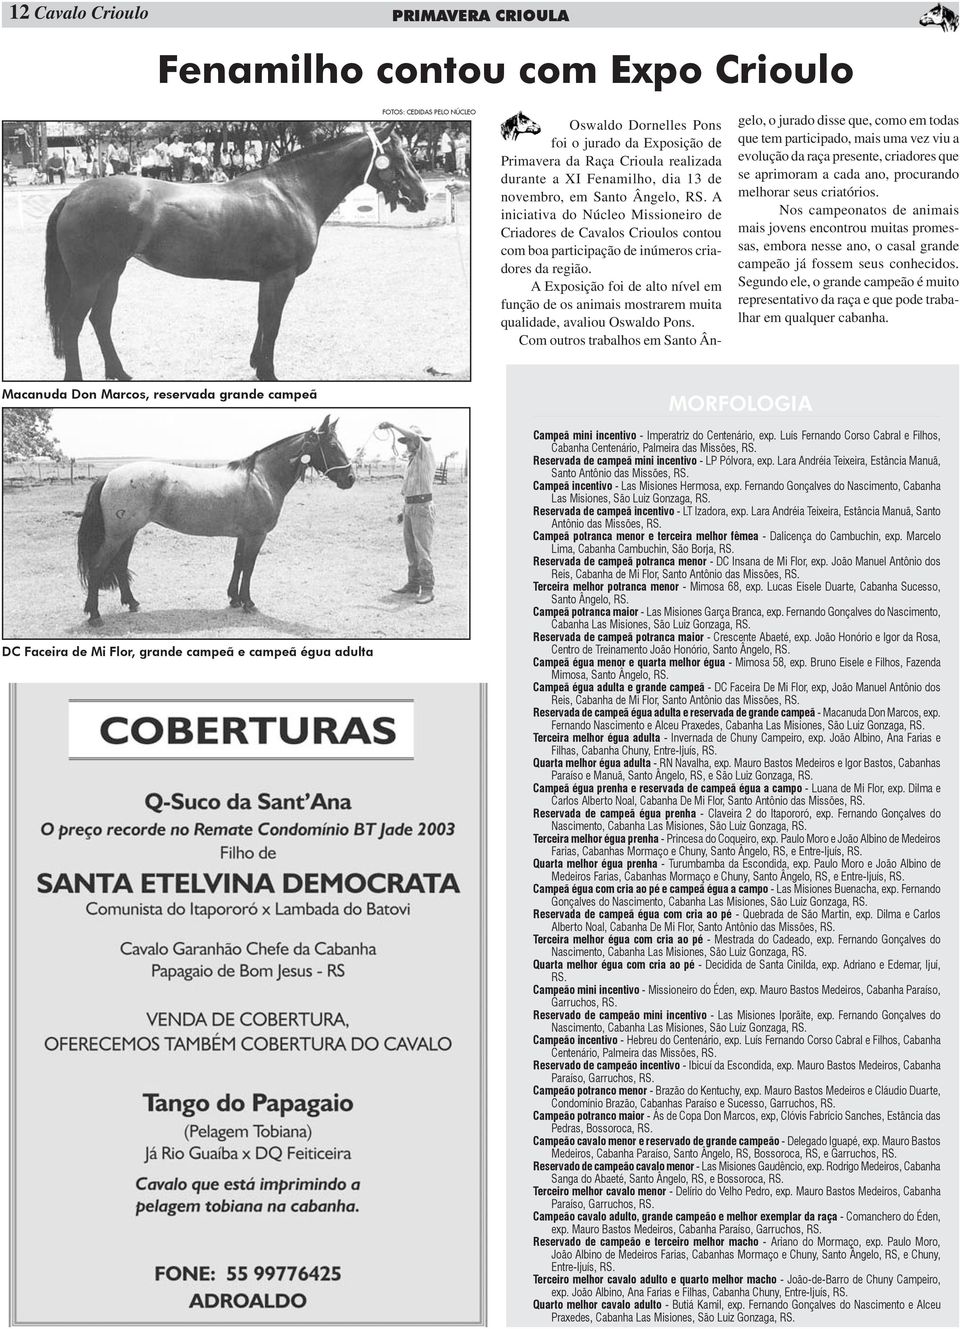 12 Cavalo Crioulo
PRIMAVERA CRIOULA
Fenamilho contou com Expo Crioulo
FOTOS: CEDIDAS PELO NÚCLEO
Macanuda Don Marcos, reservada grande campeã
DC Faceira de Mi Flor, grande campeã e campeã égua adulta
Oswaldo Dornelles Pons
foi o jurado da Exposição de
Primavera da Raça Crioula realizada
durante a XI Fenamilho, dia 13 de
novembro, em Santo Ângelo, RS. A
iniciativa do Núcleo Missioneiro de
Criadores de Cavalos Crioulos contou
com boa participação de inúmeros cria-
dores da região.
A Exposição foi de alto nível em
função de os animais mostrarem muita
qualidade, avaliou Oswaldo Pons.
Com outros trabalhos em Santo Ân-
gelo, o jurado disse que, como em todas
que tem participado, mais uma vez viu a
evolução da raça presente, criadores que
se aprimoram a cada ano, procurando
melhorar seus criatórios.
Nos campeonatos de animais
mais jovens encontrou muitas promes-
sas, embora nesse ano, o casal grande
campeão já fossem seus conhecidos.
Segundo ele, o grande campeão é muito
representativo da raça e que pode traba-
lhar em qualquer cabanha.
COBERTURAS
Q-Suco da Sant'Ana
O preço recorde no Remate Condomínio BT Jade 2003
Filho de
SANTA ETELVINA DEMOCRATA
Comunista do Itapororó x Lambada do Batovi
Cavalo Garanhão Chefe da Cabanha
Papagaio de Bom Jesus - RS
VENDA DE COBERTURA,
OFERECEMOS TAMBÉM COBERTURA DO CAVALO
Tango do Papagaio
(Pelagem Tobiana)
Já Rio Guaíba x DQ Feiticeira
Cavalo que está imprimindo a
pelagem tobiana na cabanha.
FONE: 55 99776425
ADROALDO
MORFOLOGIA
Campeã mini incentivo - Imperatriz do Centenário, exp. Luís Fernando Corso Cabral e Filhos,
Cabanha Centenário, Palmeira das Missões, RS.
Reservada de campeã mini incentivo - LP Pólvora, exp. Lara Andréia Teixeira, Estância Manuã,
Santo Antônio das Missões, RS.
Campeã incentivo - Las Misiones Hermosa, exp. Fernando Gonçalves do Nascimento, Cabanha
Las Misiones, São Luiz Gonzaga, RS.
Reservada de campeã incentivo - LT Izadora, exp. Lara Andréia Teixeira, Estância Manuã, Santo
Antônio das Missões, RS.
Campeã potranca menor e terceira melhor fêmea - Dalicença do Cambuchin, exp. Marcelo
Lima, Cabanha Cambuchin, São Borja, RS.
Reservada de campeã potranca menor - DC Insana de Mi Flor, exp. João Manuel Antônio dos
Reis, Cabanha de Mi Flor, Santo Antônio das Missões, RS.
Terceira melhor potranca menor - Mimosa 68, exp. Lucas Eisele Duarte, Cabanha Sucesso,
Santo Ângelo, RS.
Campeã potranca maior - Las Misiones Garça Branca, exp. Fernando Gonçalves do Nascimento,
Cabanha Las Misiones, São Luiz Gonzaga, RS.
Reservada de campeã potranca maior - Crescente Abaeté, exp. João Honório e Igor da Rosa,
Centro de Treinamento João Honório, Santo Ângelo, RS.
Campeã égua menor e quarta melhor égua - Mimosa 58, exp. Bruno Eisele e Filhos, Fazenda
Mimosa, Santo Ângelo, RS.
Campeã égua adulta e grande campeã - DC Faceira De Mi Flor, exp, João Manuel Antônio dos
Reis, Cabanha de Mi Flor, Santo Antônio das Missões, RS.
Reservada de campeã égua adulta e reservada de grande campeã - Macanuda Don Marcos, exp.
Fernando Nascimento e Alceu Praxedes, Cabanha Las Misiones, São Luiz Gonzaga, RS.
Terceira melhor égua adulta - Invernada de Chuny Campeiro, exp. João Albino, Ana Farias e
Filhas, Cabanha Chuny, Entre-Ijuís, RS.
Quarta melhor égua adulta - RN Navalha, exp. Mauro Bastos Medeiros e Igor Bastos, Cabanhas
Paraíso e Manuã, Santo Ângelo, RS, e São Luiz Gonzaga, RS.
Campeã égua prenha e reservada de campeã égua a campo - Luana de Mi Flor, exp. Dilma e
Carlos Alberto Noal, Cabanha De Mi Flor, Santo Antônio das Missões, RS.
Reservada de campeã égua prenha - Claveira 2 do Itapororó, exp. Fernando Gonçalves do
Nascimento, Cabanha Las Misiones, São Luiz Gonzaga, RS.
Terceira melhor égua prenha - Princesa do Coqueiro, exp. Paulo Moro e João Albino de Medeiros
Farias, Cabanhas Mormaço e Chuny, Santo Ângelo, RS, e Entre-Ijuís, RS.
Quarta melhor égua prenha - Turumbamba da Escondida, exp. Paulo Moro e João Albino de
Medeiros Farias, Cabanhas Mormaço e Chuny, Santo Ângelo, RS, e Entre-Ijuís, RS.
Campeã égua com cria ao pé e campeã égua a campo - Las Misiones Buenacha, exp. Fernando
Gonçalves do Nascimento, Cabanha Las Misiones, São Luiz Gonzaga, RS.
Reservada de campeã égua com cria ao pé - Quebrada de São Martin, exp. Dilma e Carlos
Alberto Noal, Cabanha De Mi Flor, Santo Antônio das Missões, RS.
Terceira melhor égua com cria ao pé - Mestrada do Cadeado, exp. Fernando Gonçalves do
Nascimento, Cabanha Las Misiones, São Luiz Gonzaga, RS.
Quarta melhor égua com cria ao pé - Decidida de Santa Cinilda, exp. Adriano e Edemar, Ijuí,
RS.
Campeão mini incentivo - Missioneiro do Éden, exp. Mauro Bastos Medeiros, Cabanha Paraíso,
Garruchos, RS.
Reservado de campeão mini incentivo - Las Misiones Iporãite, exp. Fernando Gonçalves do
Nascimento, Cabanha Las Misiones, São Luiz Gonzaga, RS.
Campeão incentivo - Hebreu do Centenário, exp. Luís Fernando Corso Cabral e Filhos, Cabanha
Centenário, Palmeira das Missões, RS.
Reservado de campeão incentivo - Ibicuí da Escondida, exp. Mauro Bastos Medeiros, Cabanha
Paraíso, Garruchos, RS.
Campeão potranco menor - Brazão do Kentuchy, exp. Mauro Bastos Medeiros e Cláudio Duarte,
Condomínio Brazão, Cabanhas Paraíso e Sucesso, Garruchos, RS.
Campeão potranco maior - Ás de Copa Don Marcos, exp, Clóvis Fabrício Sanches, Estância das
Pedras, Bossoroca, RS.
Campeão cavalo menor e reservado de grande campeão - Delegado Iguapé, exp. Mauro Bastos
Medeiros, Cabanha Paraíso, Santo Ângelo, RS, Bossoroca, RS, e Garruchos, RS.
Reservado de campeão cavalo menor - Las Misiones Gaudêncio, exp. Rodrigo Medeiros, Cabanha
Sanga do Abaeté, Santo Ângelo, RS, e Bossoroca, RS.
Terceiro melhor cavalo menor - Delírio do Velho Pedro, exp. Mauro Bastos Medeiros, Cabanha
Paraíso, Garruchos, RS.
Campeão cavalo adulto, grande campeão e melhor exemplar da raça - Comanchero do Éden,
exp. Mauro Bastos Medeiros, Cabanha Paraíso, Garruchos, RS.
Reservado de campeão e terceiro melhor macho - Ariano do Mormaço, exp. Paulo Moro,
João Albino de Medeiros Farias, Cabanhas Mormaço e Chuny, Santo Ângelo, RS, e Chuny,
Entre-Ijuís, RS.
Terceiro melhor cavalo adulto e quarto melhor macho - João-de-Barro de Chuny Campeiro,
exp. João Albino, Ana Farias e Filhas, Cabanha Chuny, Entre-Ijuís, RS.
Quarto melhor cavalo adulto - Butiá Kamil, exp. Fernando Gonçalves do Nascimento e Alceu
Praxedes, Cabanha Las Misiones, São Luiz Gonzaga, RS.